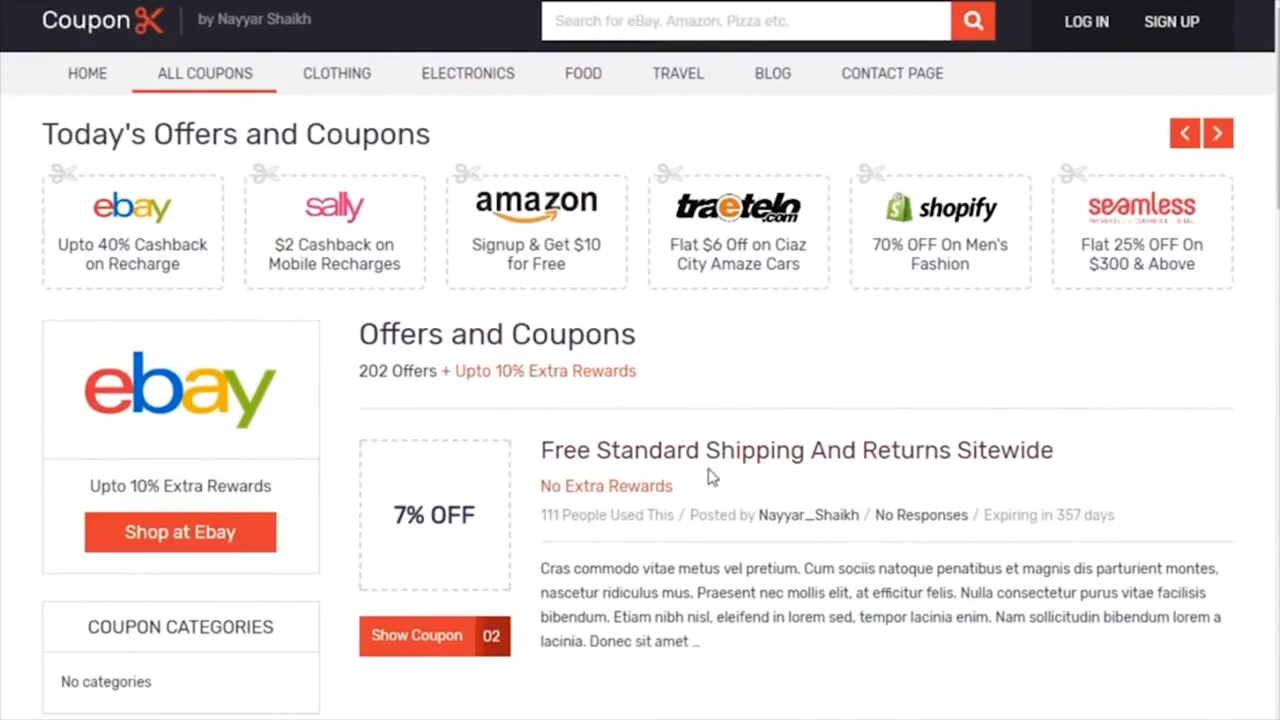 Coupon
by Nayyar Shaikh
Search for eBay, Amazon, Pizza etc.
LOG IN
SIGN UP
HOME
ALL COUPONS
CLOTHING
ELECTRONICS
FOOD
TRAVEL
BLOG
CONTACT PAGE
Today's Offers and Coupons
ebay
Upto 40% Cashback
on Recharge
sally
$2 Cashback on
Mobile Recharges
amazon
Signup & Get $10
for Free
traetelo
.com
Flat $6 Off on Ciaz
City Amaze Cars
shopify
70% OFF On Men's
Fashion
seamless
Flat 25% OFF On
$300 & Above
ebay
Upto 10% Extra Rewards
Shop at Ebay
COUPON CATEGORIES
No categories
Offers and Coupons
202 Offers + Upto 10% Extra Rewards
7% OFF
Show Coupon 02
Free Standard Shipping And Returns Sitewide
No Extra Rewards
111 People Used This / Posted by Nayyar_Shaikh / No Responses / Expiring in 357 days
Cras commodo vitae metus vel pretium. Cum sociis natoque penatibus et magnis dis parturient montes,
nascetur ridiculus mus. Praesent nec mollis elit, at efficitur felis. Nulla consectetur purus vitae facilisis
bibendum. Etiam nibh nisl, eleifend in lorem sed, tempor lacinia enim. Nam sollicitudin bibendum lorem a
lacinia. Donec sit amet ...